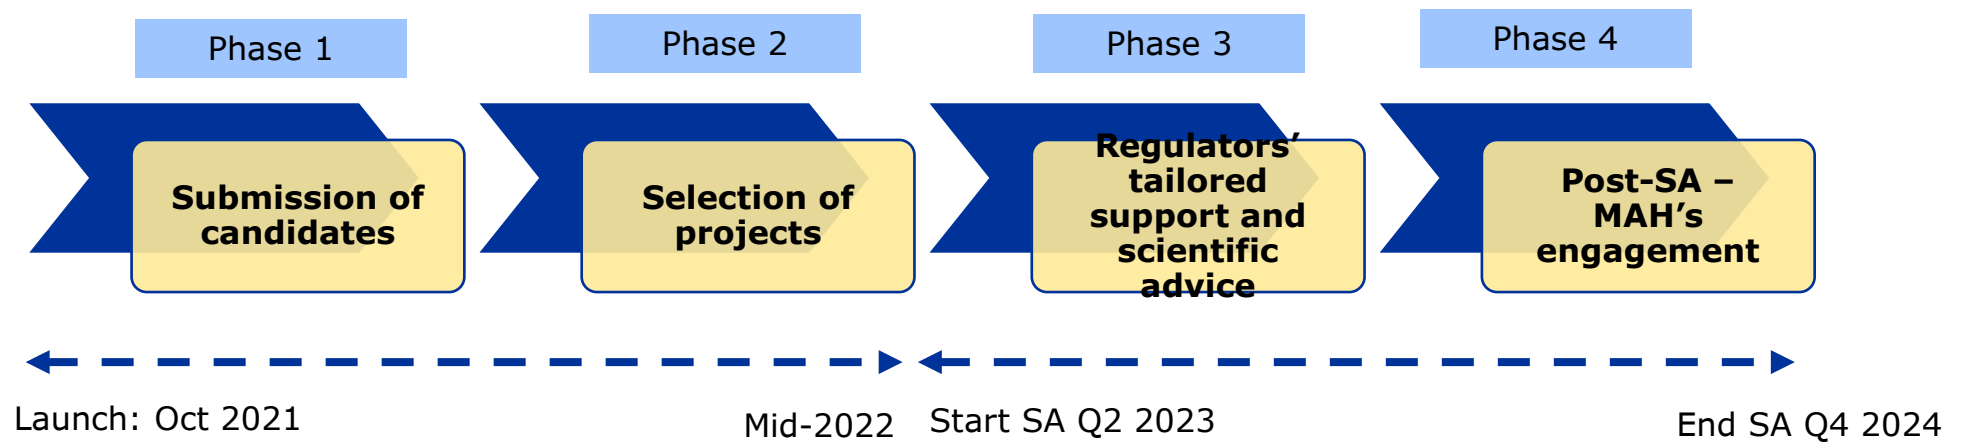 Phase 1
Phase 2
Phase 3
Phase 4
Submission of
candidates
Selection of
projects
Regulators’
tailored
support and
scientific
advice
Post-SA –
MAH’s
engagement
Launch: Oct 2021
Mid-2022
Start SA Q2 2023
End SA Q4 2024